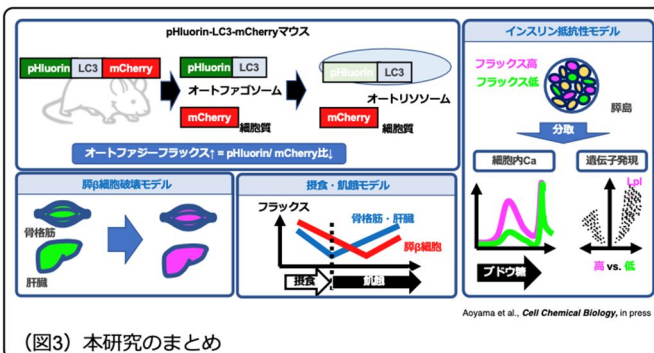 pHluorin-LC3-mCherryマウス
pHluorin LC3 mCherry
pHluorin LC3
オートファゴソーム
mCherry 細胞質
pHluorin LC3
オートリソソーム
mCherry 細胞質
オートファジーフラックス↑ = pHluorin/ mCherry比↓
膵β細胞破壊モデル
骨格筋
肝臓
摂食・飢餓モデル
フラックス
骨格筋・肝臓
膵β細胞
摂食
飢餓
インスリン抵抗性モデル
フラックス高
フラックス低
膵島
分取
細胞内Ca
遺伝子発現
Lpl
ブドウ糖
高 vs. 低
Aoyama et al., Cell Chemical Biology, in press
（図3）本研究のまとめ